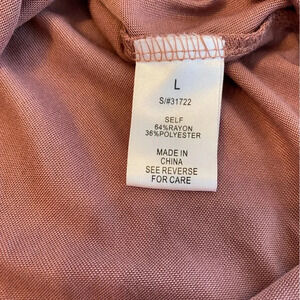 L
S/#31722
SELF
64%RAYON
36%POLYESTER
MADE IN
CHINA
SEE REVERSE
FOR CARE